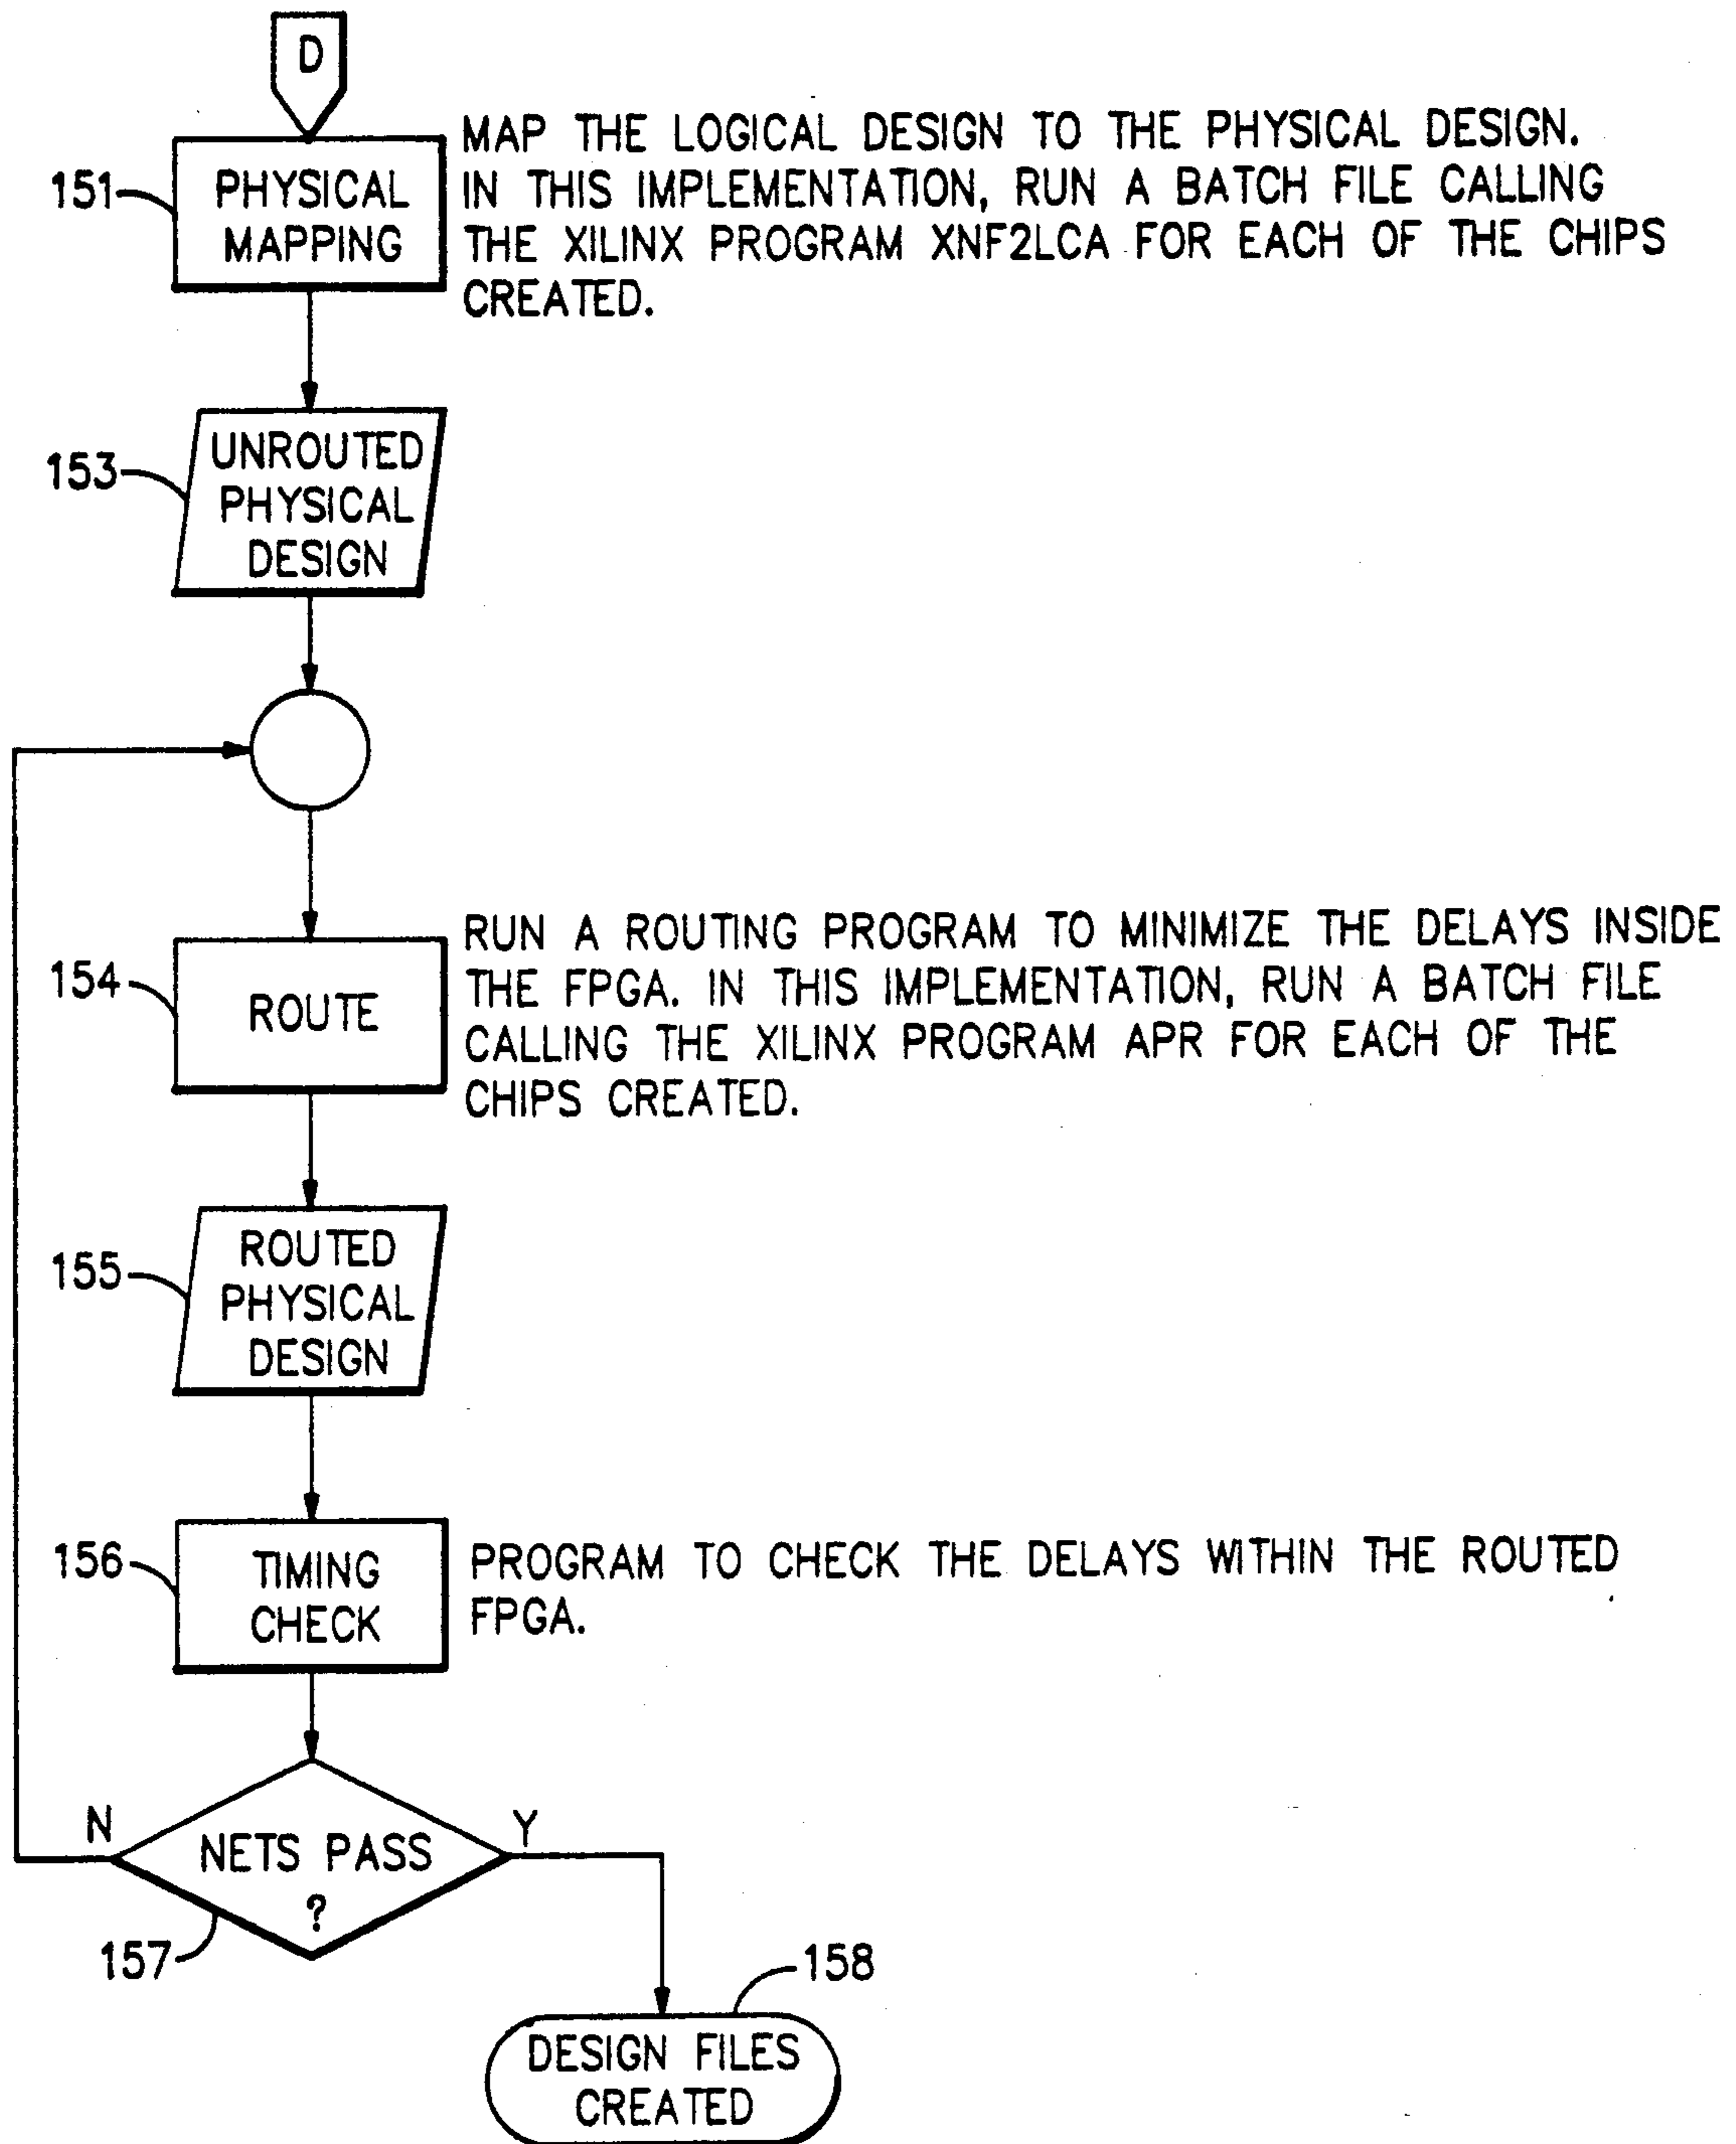 D
MAP THE LOGICAL DESIGN TO THE PHYSICAL DESIGN.
IN THIS IMPLEMENTATION, RUN A BATCH FILE CALLING
THE XILINX PROGRAM XNF2LCA FOR EACH OF THE CHIPS
CREATED.
151
PHYSICAL
MAPPING
153
UNROUTED
PHYSICAL
DESIGN
RUN A ROUTING PROGRAM TO MINIMIZE THE DELAYS INSIDE
THE FPGA. IN THIS IMPLEMENTATION, RUN A BATCH FILE
CALLING THE XILINX PROGRAM APR FOR EACH OF THE
CHIPS CREATED.
154
ROUTE
155
ROUTED
PHYSICAL
DESIGN
156
TIMING
CHECK
PROGRAM TO CHECK THE DELAYS WITHIN THE ROUTED
FPGA.
N
NETS PASS
?
Y
157
158
DESIGN FILES
CREATED